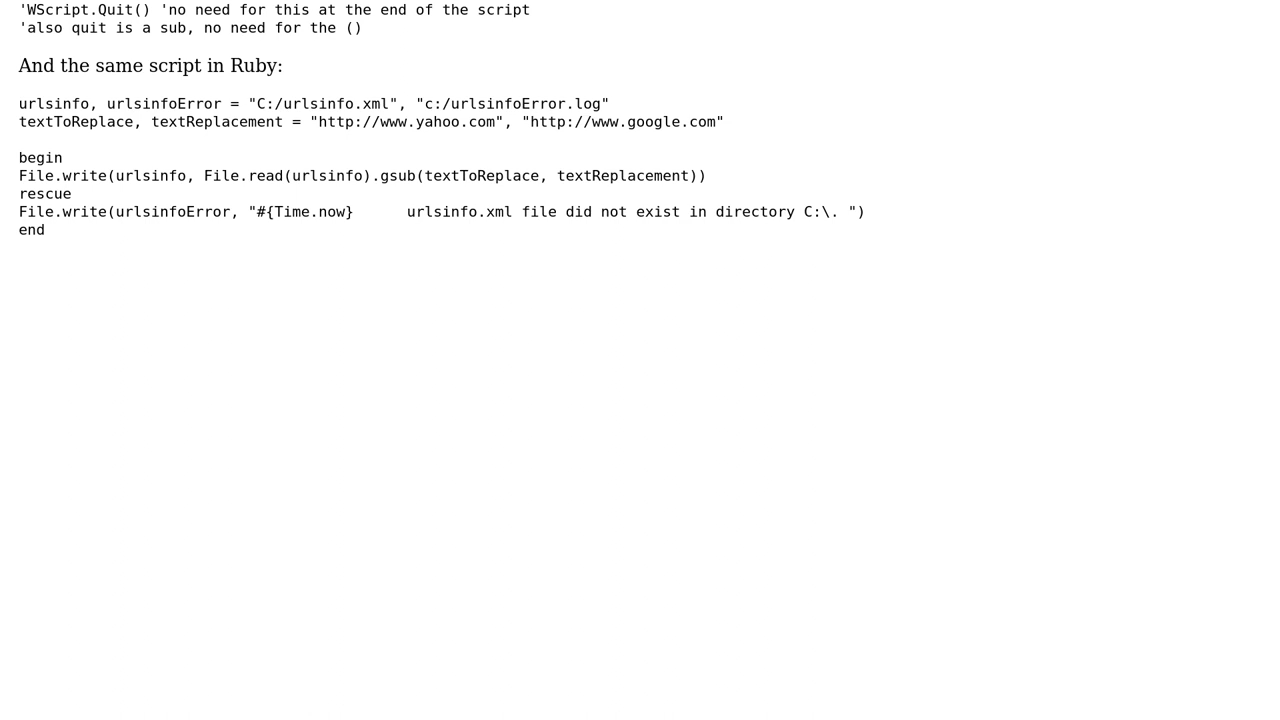 'WScript.Quit() 'no need for this at the end of the script
'also quit is a sub, no need for the ()
And the same script in Ruby:
urlsinfo, urlsinfoError = "C:/urlsinfo.xml", "c:/urlsinfoError.log"
textToReplace, textReplacement = "http://www.yahoo.com", "http://www.google.com"
begin
File.write(urlsinfo, File.read(urlsinfo).gsub(textToReplace, textReplacement))
rescue
File.write(urlsinfoError, "#{Time.now}      urlsinfo.xml file did not exist in directory C:\. ")
end